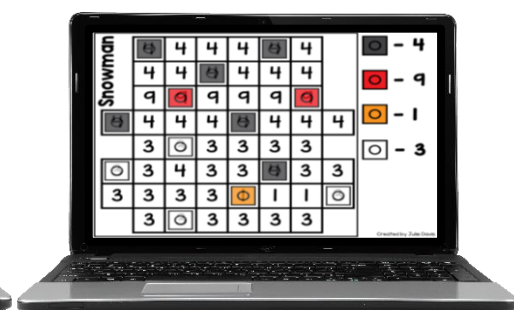 Snowman
4 4 4 4
4 4 4 4 4
9 9 9 9
4 4 4 4 4 4
3 3 3 3 3
3 4 3 3 3 3
3 3 3 3 1 1
3 3 3 3 3
- 4
- 9
- 1
- 3
Created by Julie Davis